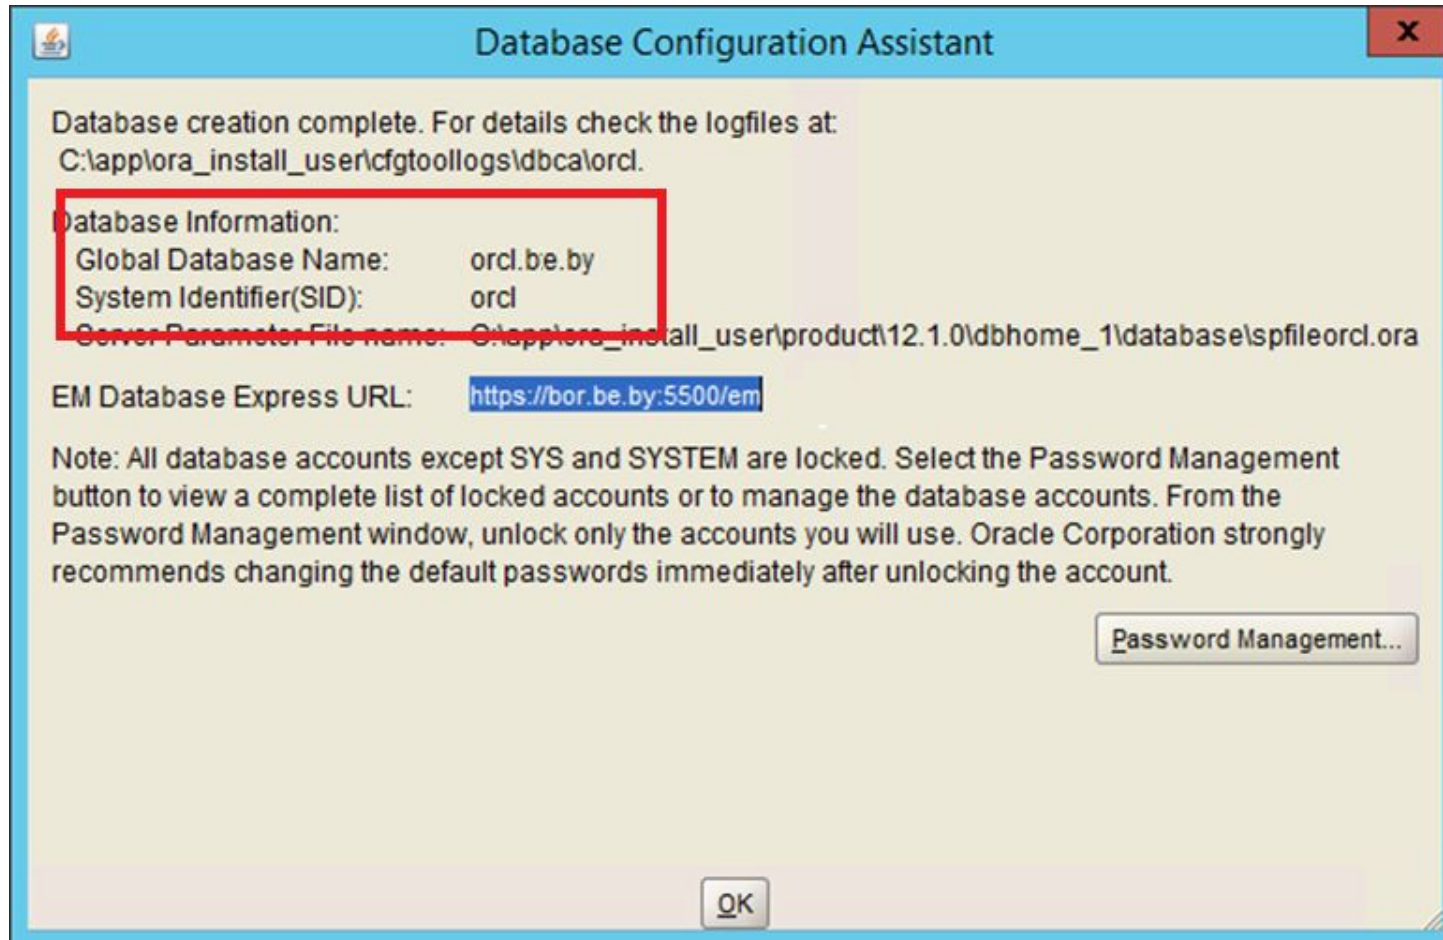 Database Configuration Assistant
x
Database creation complete. For details check the logfiles at:
C:\app\ora_install_user\cfgtoollogs\dbca\orcl.
Database Information:
Global Database Name: orcl.be.by
System Identifier(SID): orcl
Server Parameter File name: C:\app\ora_install_user\product\12.1.0\dbhome_1\database\spfileorcl.ora
EM Database Express URL: https://bor.be.by:5500/em
Note: All database accounts except SYS and SYSTEM are locked. Select the Password Management
button to view a complete list of locked accounts or to manage the database accounts. From the
Password Management window, unlock only the accounts you will use. Oracle Corporation strongly
recommends changing the default passwords immediately after unlocking the account.
Password Management...
OK